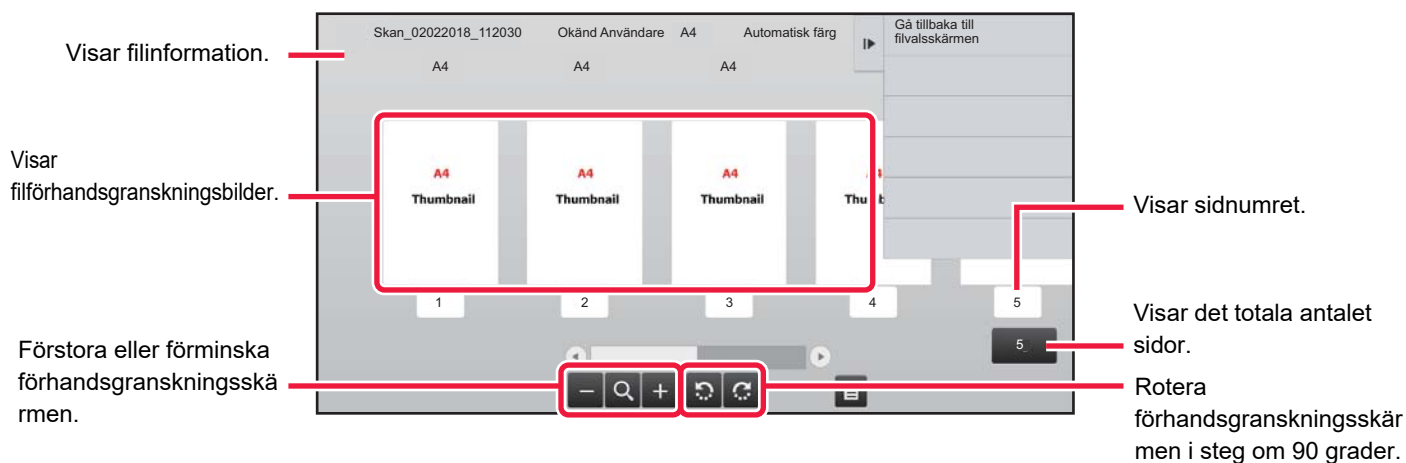 Visar filinformation.
Skan_02022018_112030 Okänd Användare A4 Automatisk färg
A4 A4 A4
Gå tillbaka till
filvalsskärmen
Visar
filförhandsgranskningsbilder.
A4
Thumbnail
A4
Thumbnail
A4
Thumbnail
1 2 3 4 5
5
Visar sidnumret.
Visar det totala antalet
sidor.
Förstora eller förminska
förhandsgranskningsskä
rmen.
Rotera
förhandsgranskningsskär
men i steg om 90 grader.